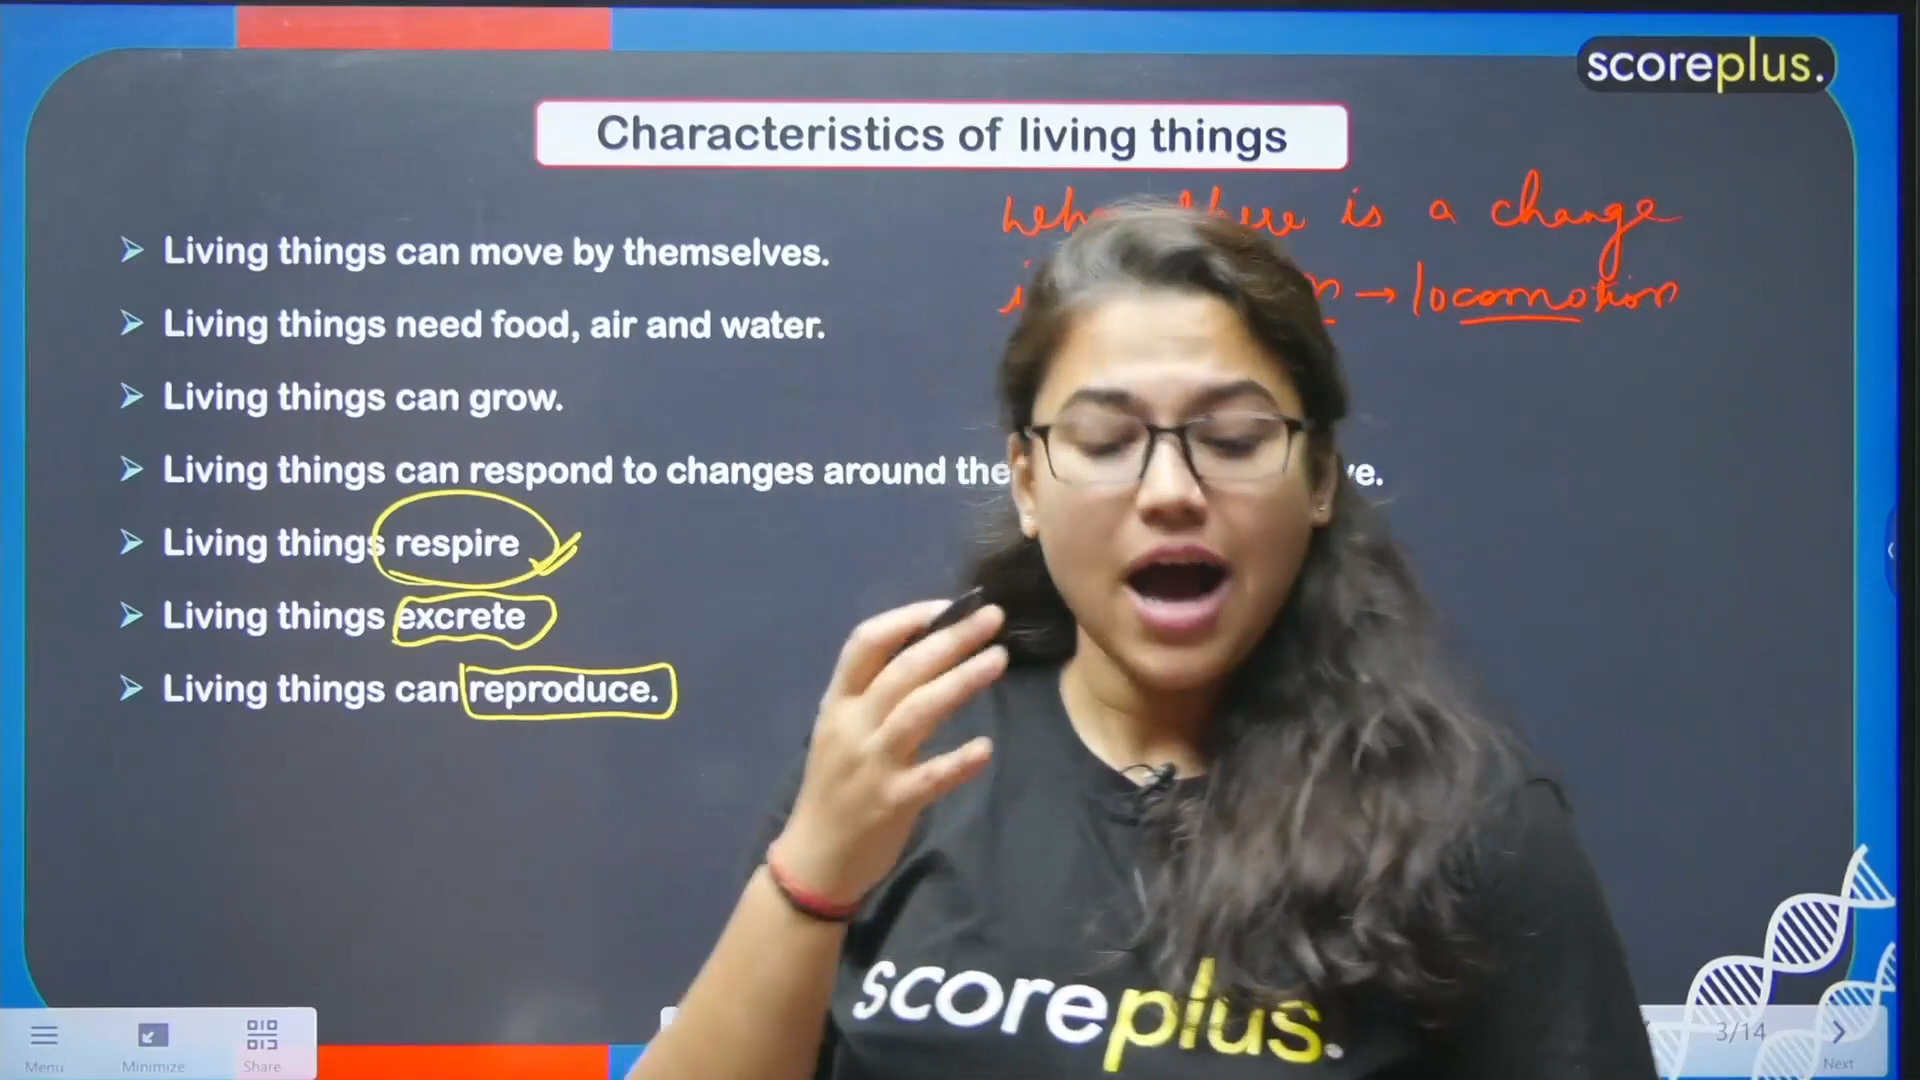 scoreplus.
Characteristics of living things
is a change
→ locomotion
➤ Living things can move by themselves.
➤ Living things need food, air and water.
➤ Living things can grow.
➤ Living things can respond to changes around
➤ Living things respire
➤ Living things excrete
➤ Living things can reproduce.
scoreplus.
Menu
Minimize
Share
3/14
Next